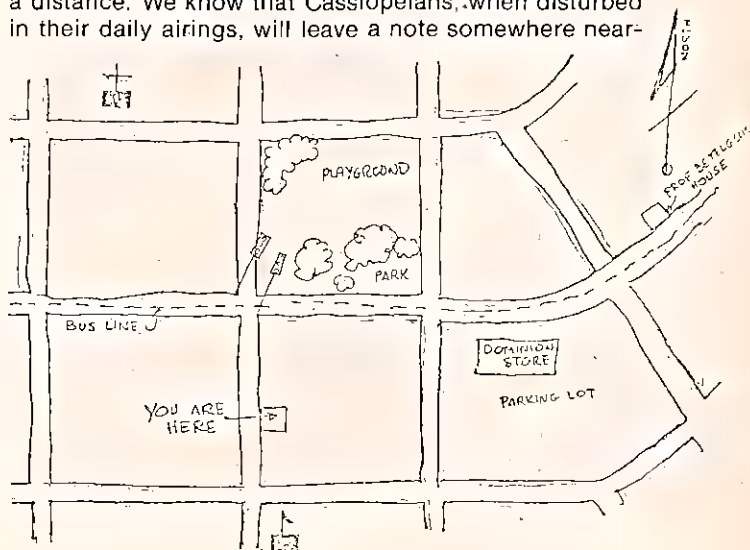 a distance. We know that Cassiopeians, when disturbed
in their daily airings, will leave a note somewhere near-
NORTH
PLAYGROUND
PROF
HOUSE
PARK
BUS LINE
DOMINION
STORE
PARKING LOT
YOU ARE
HERE